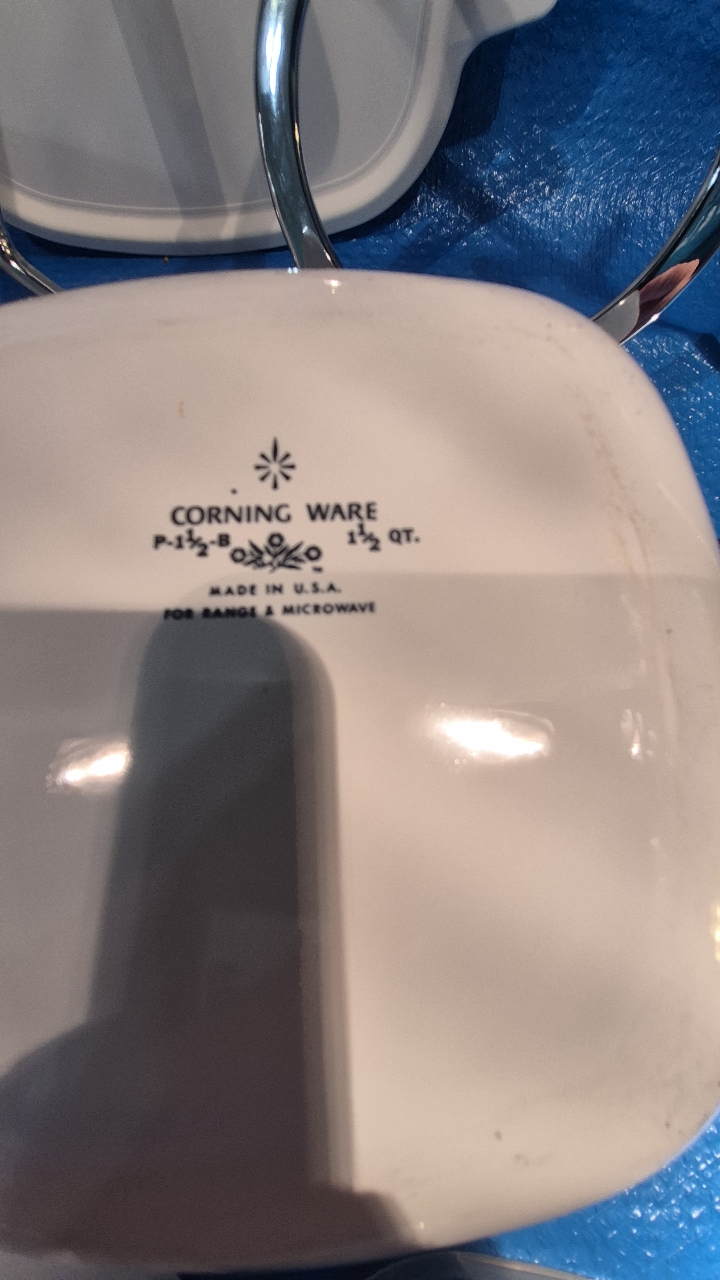 CORNING WARE
P-1½-B 1½ QT.
MADE IN U.S.A.
FOR RANGE & MICROWAVE